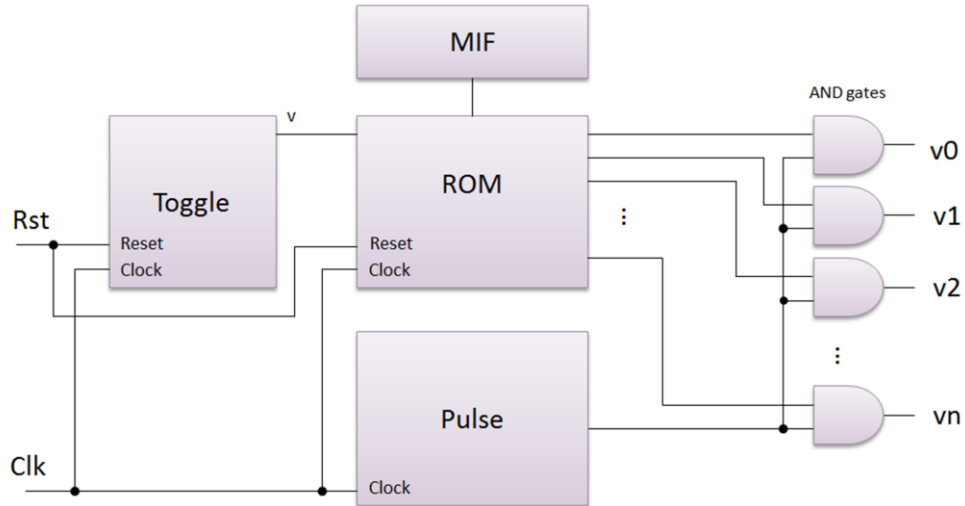 MIF
AND gates
v
v0
ROM
Toggle
Rst
v1
Reset
Reset
Clock
Clock
v2
Pulse
vn
Clk
Clock